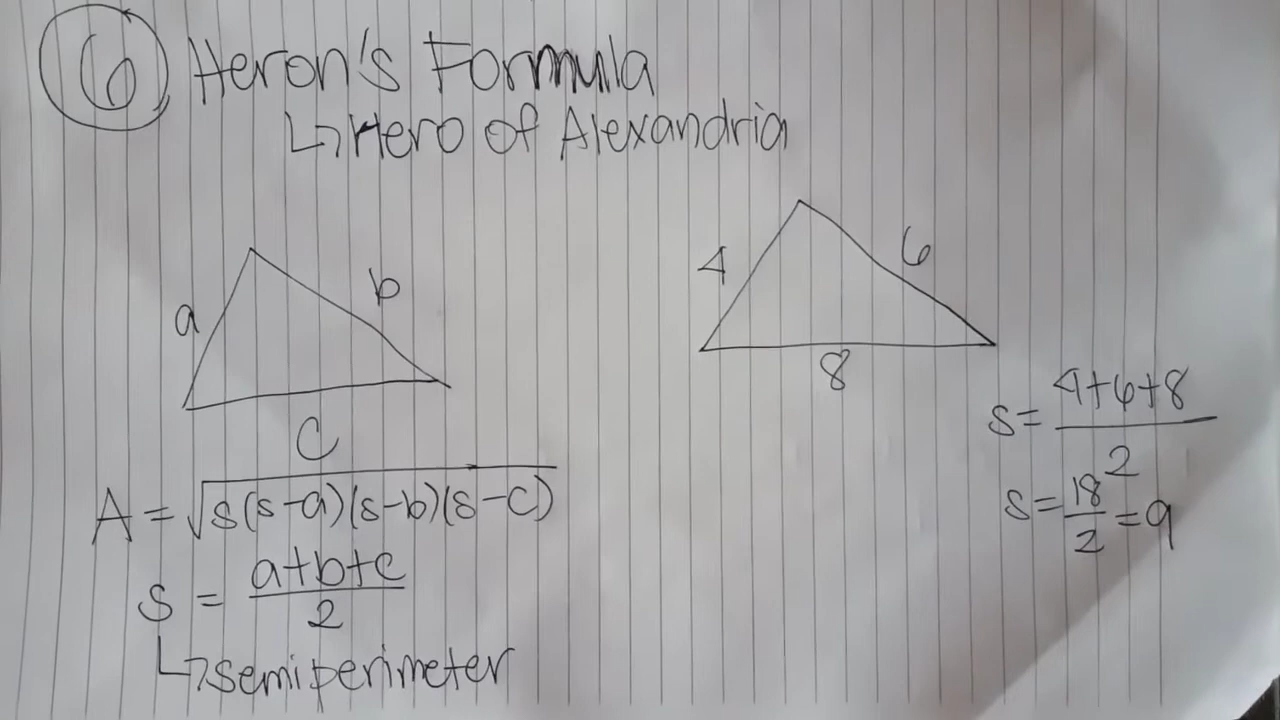 6 Heron's Formula
↳Hero of Alexandria
a
b
c
A = √s(s-a)(s-b)(s-c)
s = a+b+c
2
↳semiperimeter
4
6
8
s= 4+6+8
2
s= 18/2 = 9